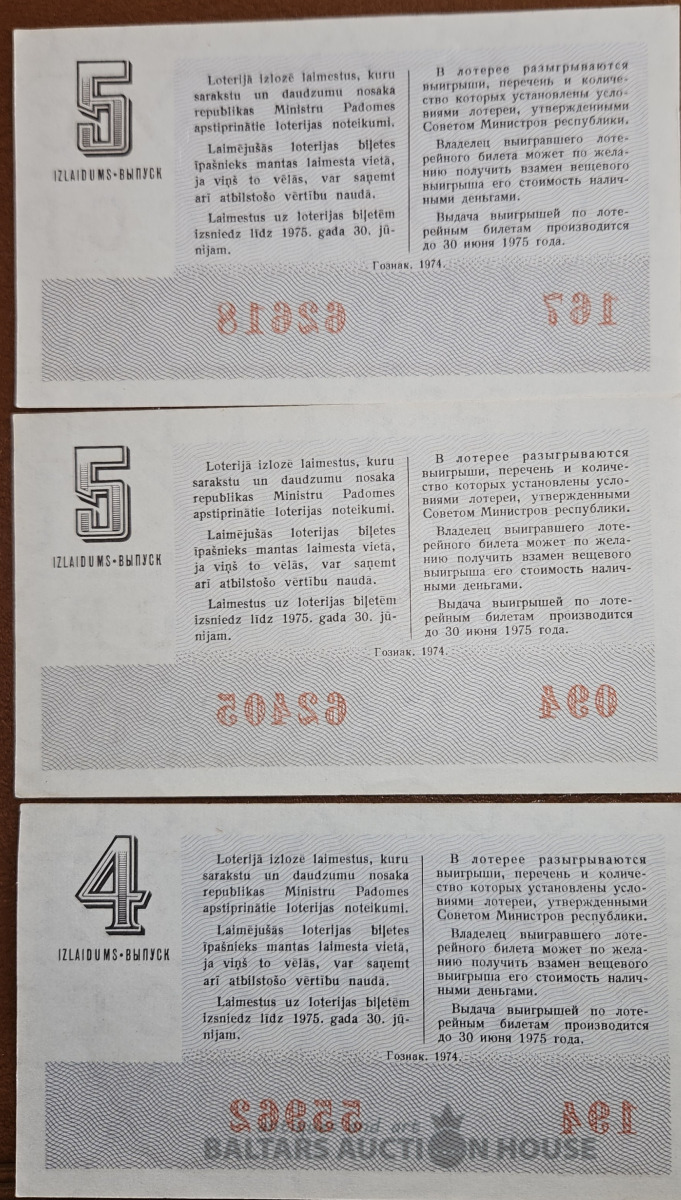 5
IZLAIDUMS•ВЫПУСК
Loterijā izlozē laimestus, kuru
sarakstu un daudzumu nosaka
republikas Ministru Padomes
apstiprinātie loterijas noteikumi.
Laimējušās loterijas biļetes
īpašnieks mantas laimesta vietā,
ja viņš to vēlās, var saņemt
arī atbilstošo vērtību naudā.
Laimestus uz loterijas biļetēm
izsniedz līdz 1975. gada 30. jū-
nijam.
В лотерее разыгрываются
выигрыши, перечень и количе-
ство которых установлены усло-
виями лотереи, утвержденными
Советом Министров республики.
Владелец выигравшего лоте-
рейного билета может по жела-
нию получить взамен вещевого
выигрыша его стоимость налич-
ными деньгами.
Выдача выигрышей по лоте-
рейным билетам производится
до 30 июня 1975 года.
Гознак. 1974.
62618 167
5
IZLAIDUMS•ВЫПУСК
Loterijā izlozē laimestus, kuru
sarakstu un daudzumu nosaka
republikas Ministru Padomes
apstiprinātie loterijas noteikumi.
Laimējušās loterijas biļetes
īpašnieks mantas laimesta vietā,
ja viņš to vēlās, var saņemt
arī atbilstošo vērtību naudā.
Laimestus uz loterijas biļetēm
izsniedz līdz 1975. gada 30. jū-
nijam.
В лотерее разыгрываются
выигрыши, перечень и количе-
ство которых установлены усло-
виями лотереи, утвержденными
Советом Министров республики.
Владелец выигравшего лоте-
рейного билета может по жела-
нию получить взамен вещевого
выигрыша его стоимость налич-
ными деньгами.
Выдача выигрышей по лоте-
рейным билетам производится
до 30 июня 1975 года.
Гознак. 1974.
62405 094
4
IZLAIDUMS•ВЫПУСК
Loterijā izlozē laimestus, kuru
sarakstu un daudzumu nosaka
republikas Ministru Padomes
apstiprinātie loterijas noteikumi.
Laimējušās loterijas biļetes
īpašnieks mantas laimesta vietā,
ja viņš to vēlās, var saņemt
arī atbilstošo vērtību naudā.
Laimestus uz loterijas biļetēm
izsniedz līdz 1975. gada 30. jū-
nijam.
В лотерее разыгрываются
выигрыши, перечень и количе-
ство которых установлены усло-
виями лотереи, утвержденными
Советом Министров республики.
Владелец выигравшего лоте-
рейного билета может по жела-
нию получить взамен вещевого
выигрыша его стоимость налич-
ными деньгами.
Выдача выигрышей по лоте-
рейным билетам производится
до 30 июня 1975 года.
Гознак. 1974.
55962 194
and art
BALTARS AUCTION HOUSE